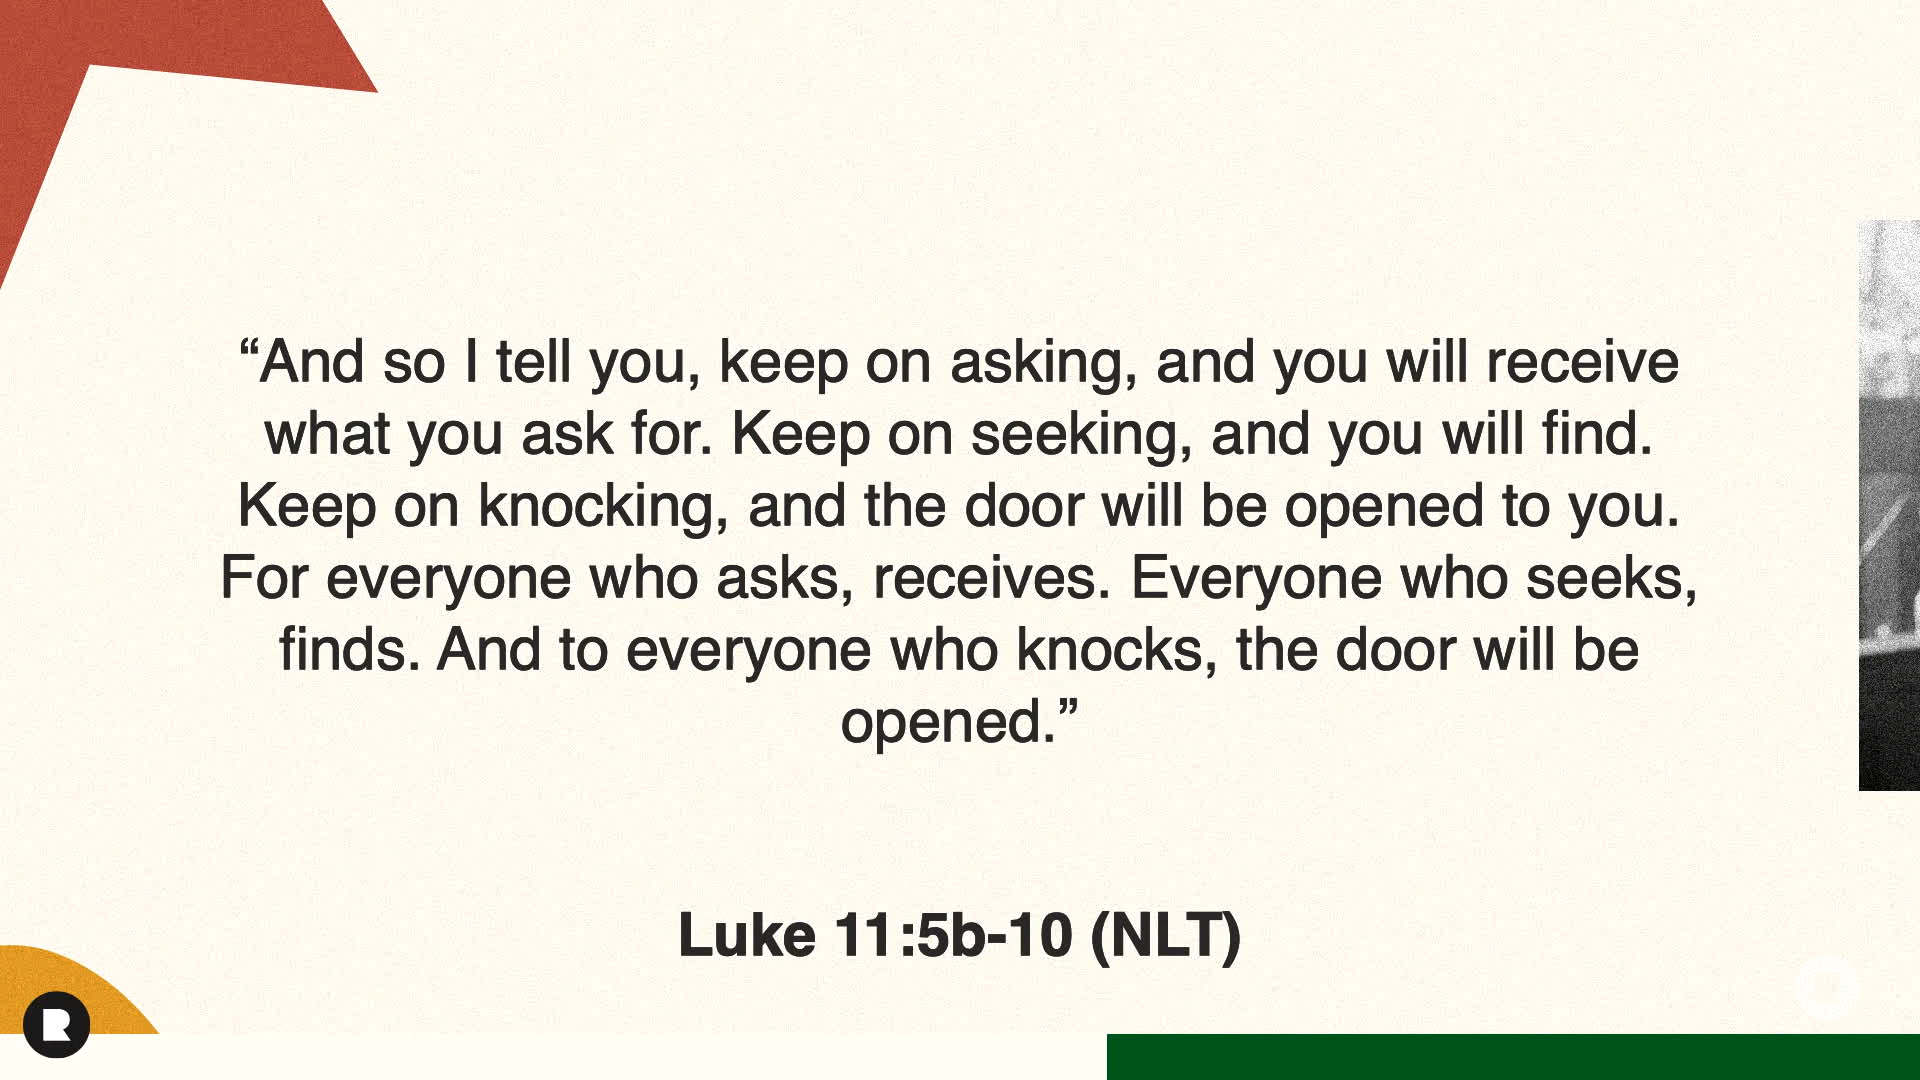 “And so I tell you, keep on asking, and you will receive
what you ask for. Keep on seeking, and you will find.
Keep on knocking, and the door will be opened to you.
For everyone who asks, receives. Everyone who seeks,
finds. And to everyone who knocks, the door will be
opened.”
Luke 11:5b-10 (NLT)
R